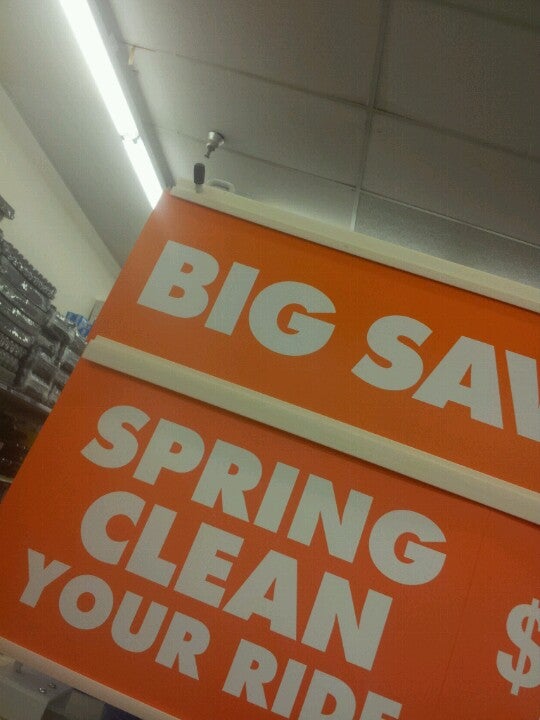 BIG SAV
SPRING
CLEAN
YOUR RIDE
$